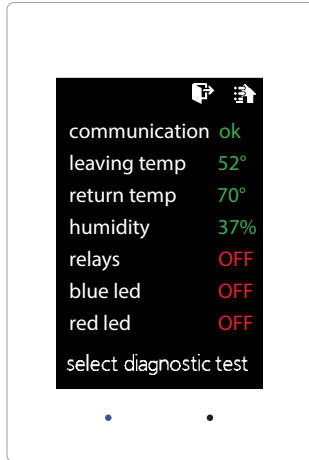 communication ok
leaving temp 52°
return temp 70°
humidity 37%
relays OFF
blue led OFF
red led OFF
select diagnostic test